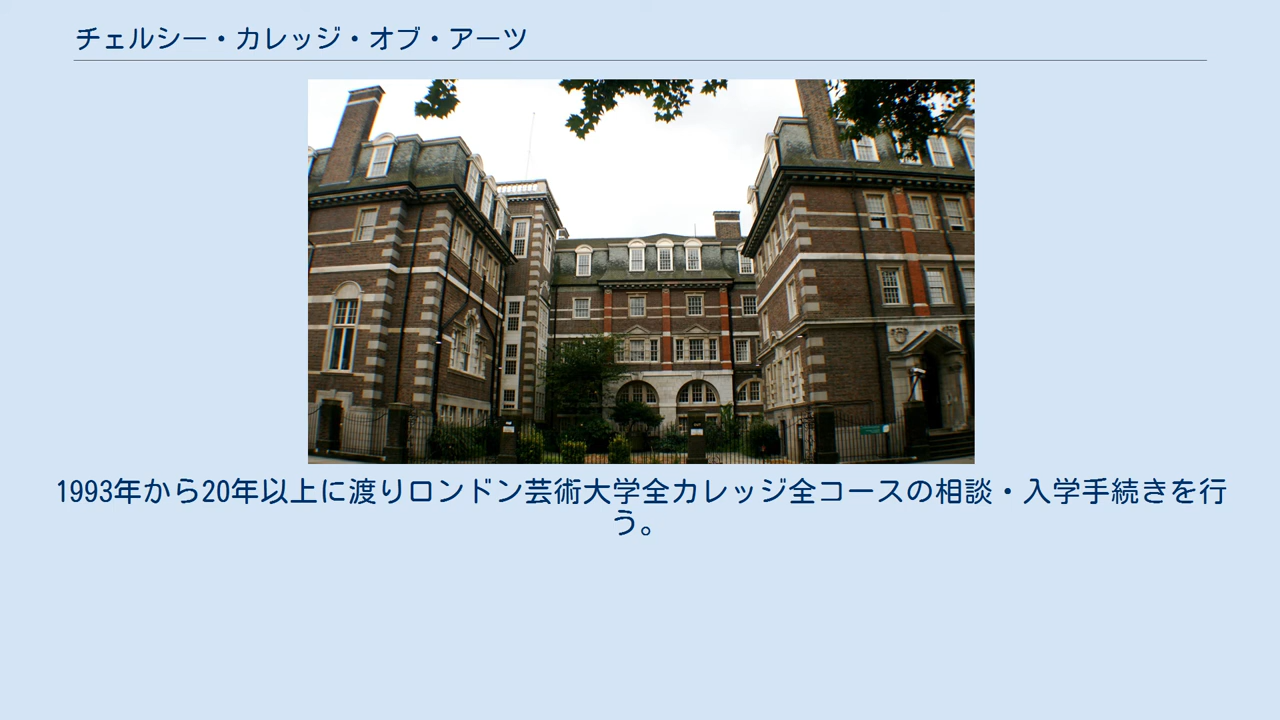 チェルシー・カレッジ・オブ・アーツ
1993年から20年以上に渡りロンドン芸術大学全カレッジ全コースの相談・入学手続きを行
う。